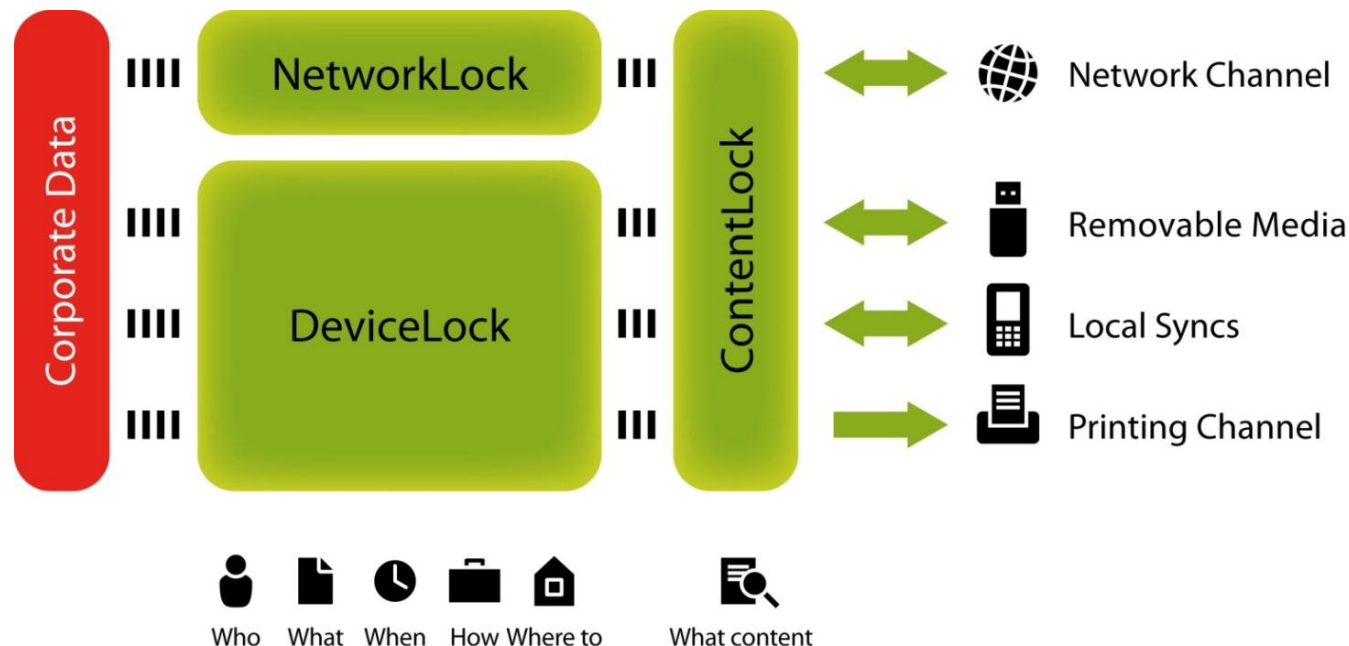 Corporate Data
NetworkLock
DeviceLock
ContentLock
Network Channel
Removable Media
Local Syncs
Printing Channel
Who What When How Where to What content